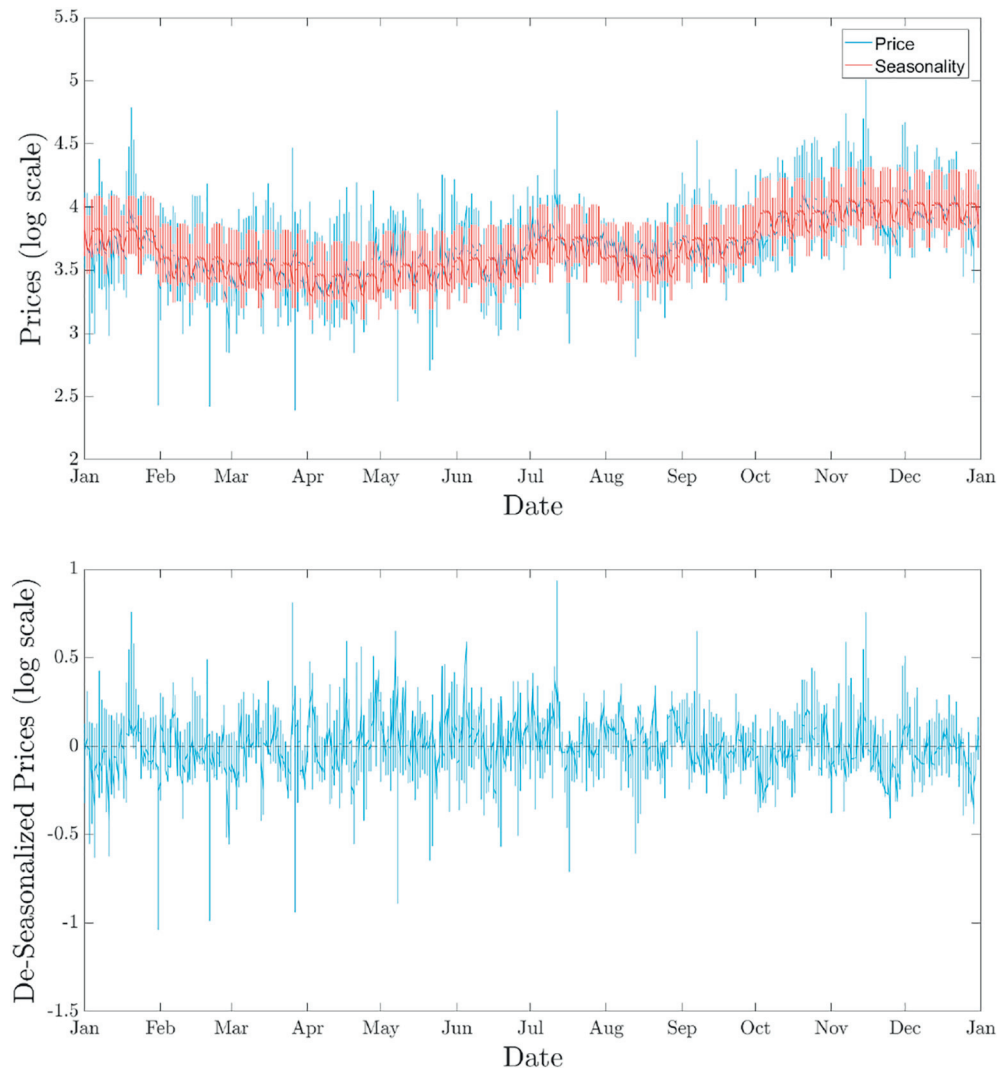 5.5
5
4.5
4
3.5
3
2.5
2
Prices (log scale)
Price
Seasonality
Jan Feb Mar Apr May Jun Jul Aug Sep Oct Nov Dec Jan
Date
1
0.5
0
-0.5
-1
-1.5
De-Seasonalized Prices (log scale)
Jan Feb Mar Apr May Jun Jul Aug Sep Oct Nov Dec Jan
Date